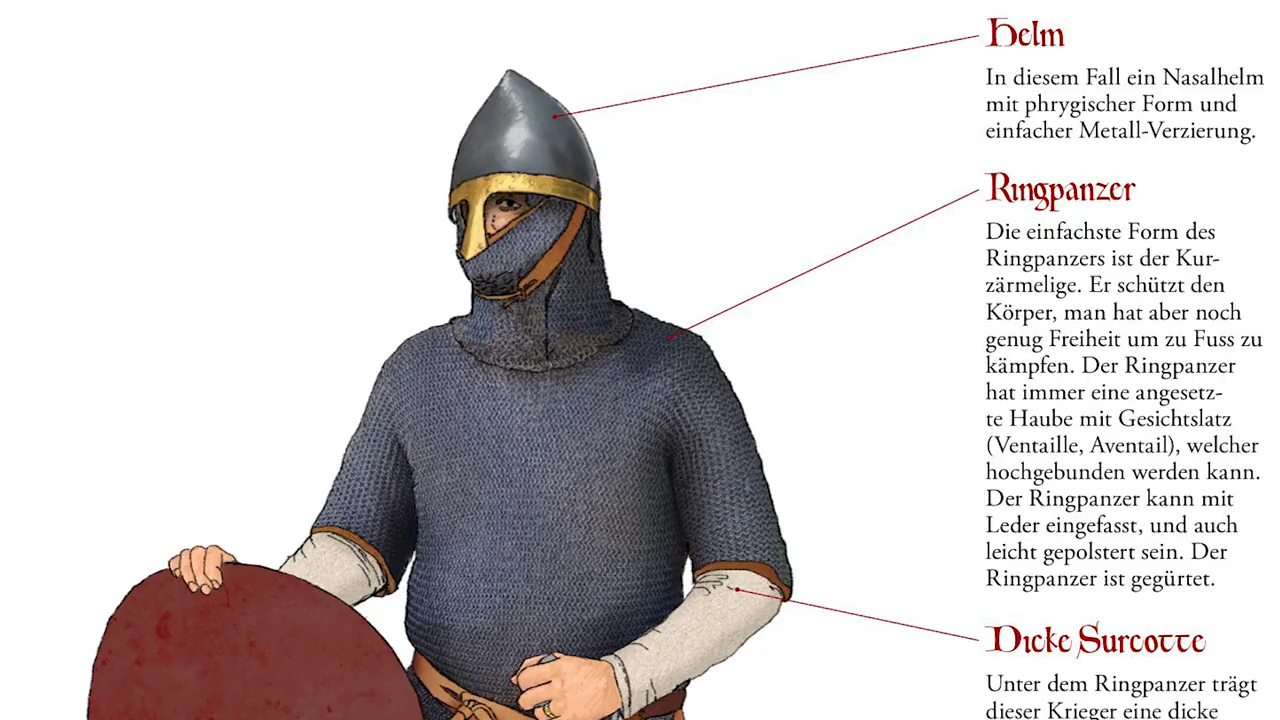 Helm
In diesem Fall ein Nasalhelm
mit phrygischer Form und
einfacher Metall-Verzierung.
Ringpanzer
Die einfachste Form des
Ringpanzers ist der Kur-
zärmelige. Er schützt den
Körper, man hat aber noch
genug Freiheit um zu Fuss zu
kämpfen. Der Ringpanzer
hat immer eine angesetz-
te Haube mit Gesichtslatz
(Ventaille, Aventail), welcher
hochgebunden werden kann.
Der Ringpanzer kann mit
Leder eingefasst, und auch
leicht gepolstert sein. Der
Ringpanzer ist gegürtet.
Dicke Surcotte
Unter dem Ringpanzer trägt
dieser Krieger eine dicke